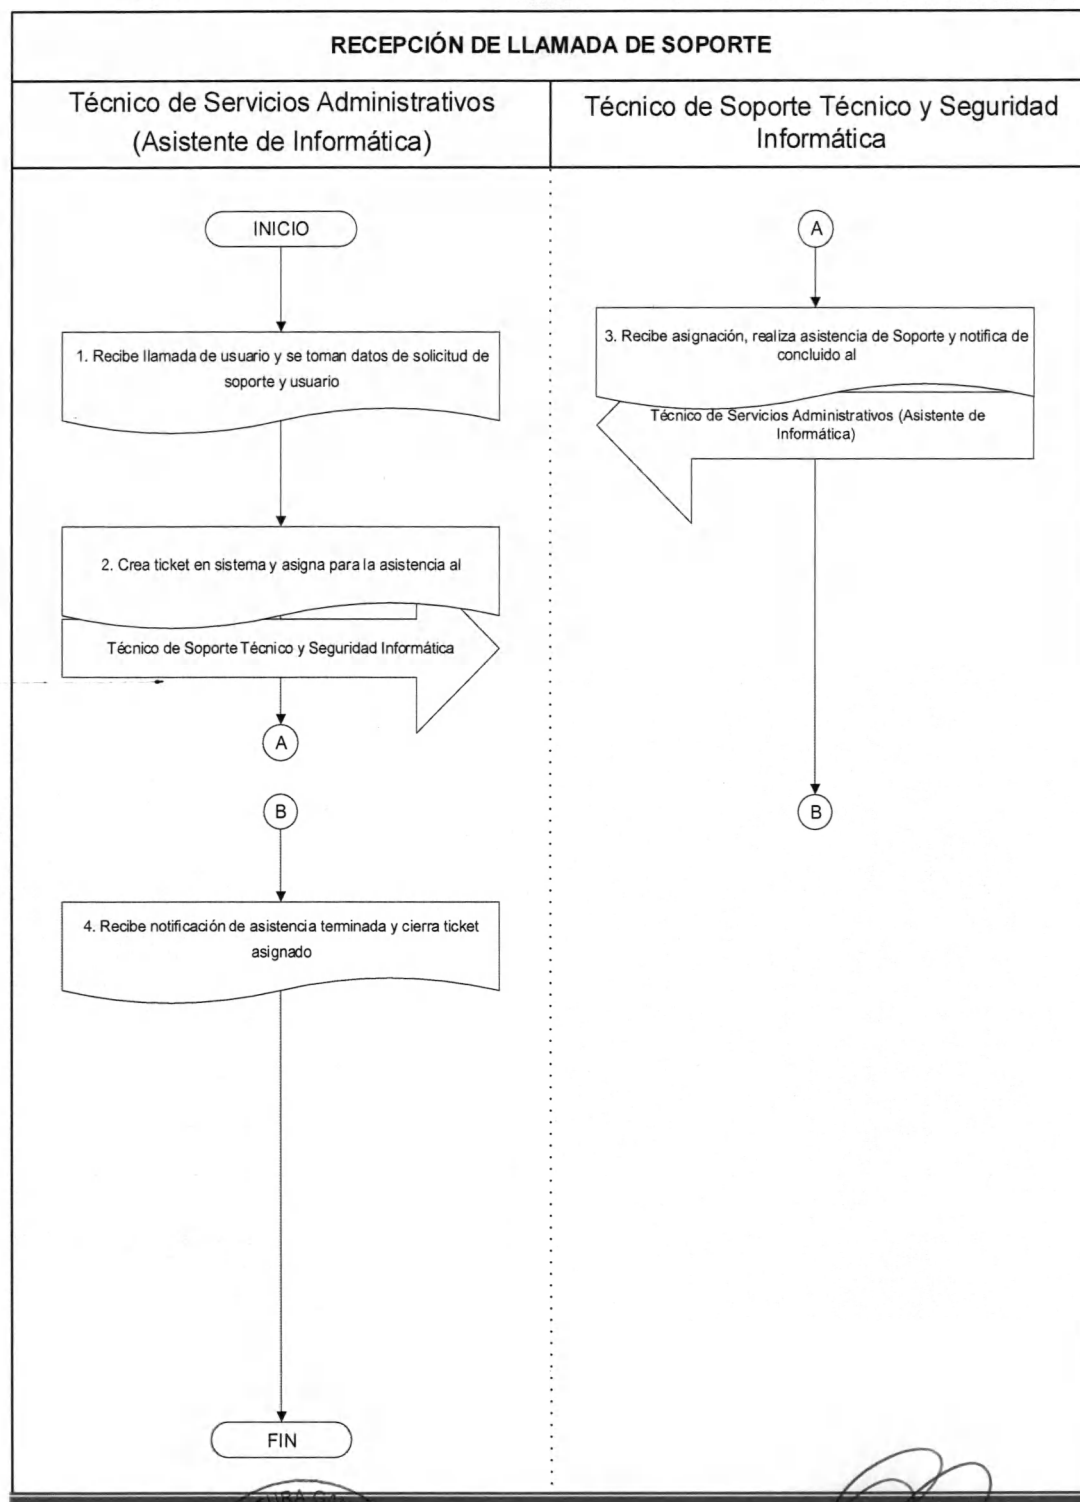 RECEPCIÓN DE LLAMADA DE SOPORTE
Técnico de Servicios Administrativos
(Asistente de Informática)
Técnico de Soporte Técnico y Seguridad
Informática
INICIO
1. Recibe llamada de usuario y se toman datos de solicitud de
soporte y usuario
2. Crea ticket en sistema y asigna para la asistencia al
Técnico de Soporte Técnico y Seguridad Informática
A
B
4. Recibe notificación de asistencia terminada y cierra ticket
asignado
FIN
A
3. Recibe asignación, realiza asistencia de Soporte y notifica de
concluido al
Técnico de Servicios Administrativos (Asistente de
Informática)
B